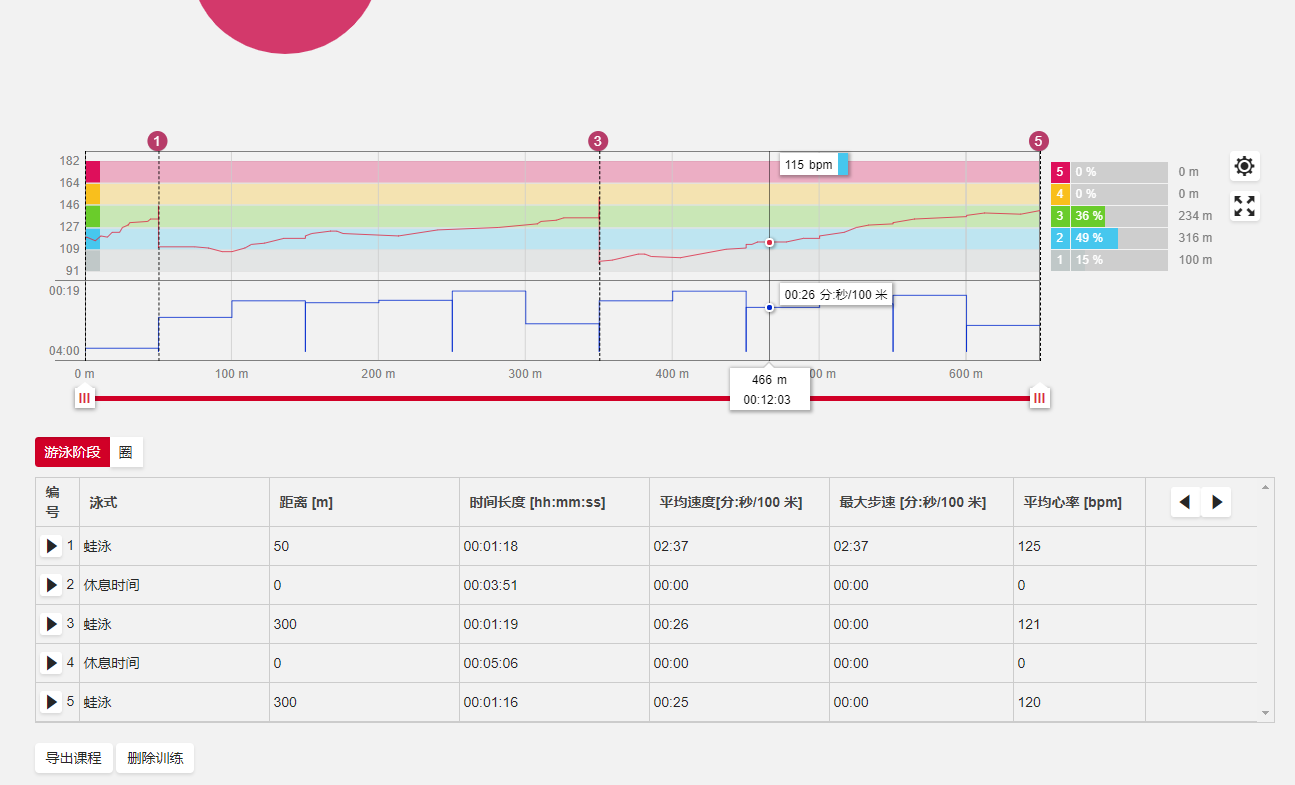 1
3
5
182
164
146
127
109
91
115 bpm
5 0 % 0 m
4 0 % 0 m
3 36 % 234 m
2 49 % 316 m
1 15 % 100 m
00:19
04:00
00:26 分:秒/100 米
0 m 100 m 200 m 300 m 400 m 00 m 600 m
466 m
00:12:03
游泳阶段 圈
编号 泳式 距离 [m] 时间长度 [hh:mm:ss] 平均速度[分:秒/100 米] 最大步速 [分:秒/100 米] 平均心率 [bpm]
1 蛙泳 50 00:01:18 02:37 02:37 125
2 休息时间 0 00:03:51 00:00 00:00 0
3 蛙泳 300 00:01:19 00:26 00:00 121
4 休息时间 0 00:05:06 00:00 00:00 0
5 蛙泳 300 00:01:16 00:25 00:00 120
导出课程 删除训练